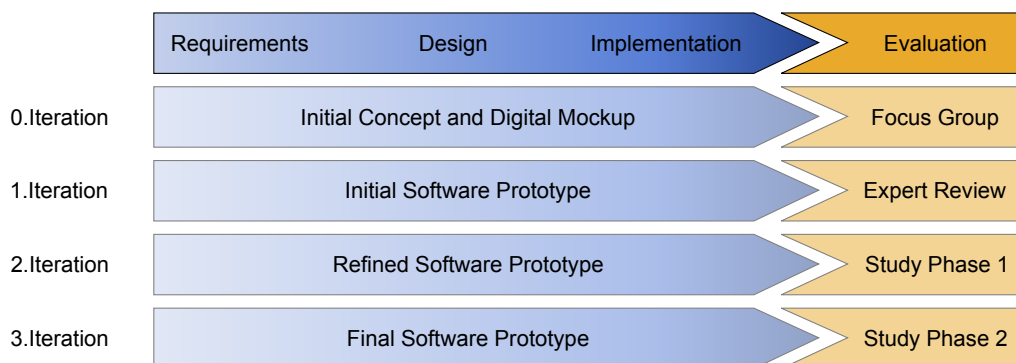 Requirements Design Implementation Evaluation
0.Iteration Initial Concept and Digital Mockup Focus Group
1.Iteration Initial Software Prototype Expert Review
2.Iteration Refined Software Prototype Study Phase 1
3.Iteration Final Software Prototype Study Phase 2